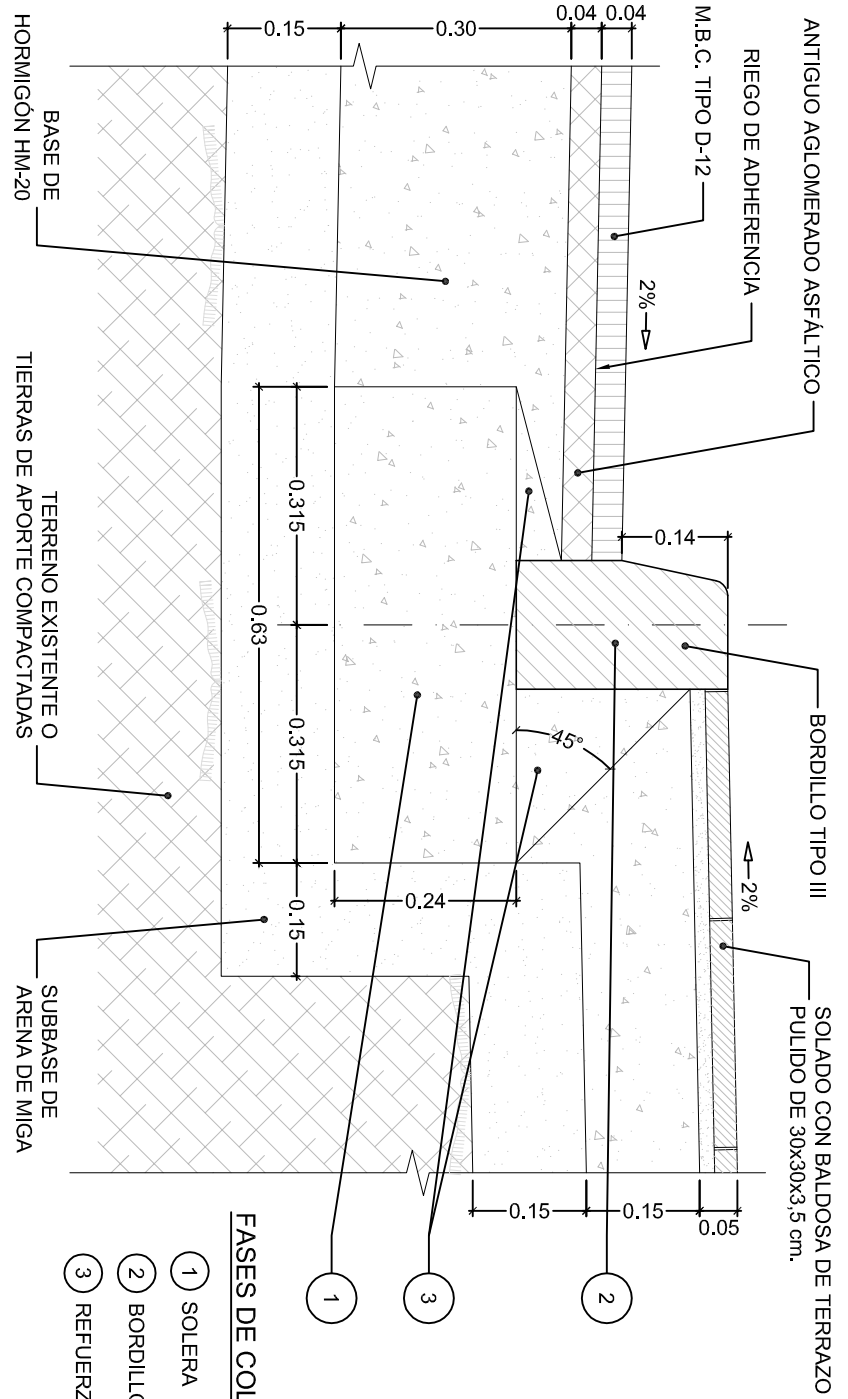 ANTIGUO AGLOMERADO ASFÁLTICO
RIEGO DE ADHERENCIA
M.B.C. TIPO D-12
0.04
0.04
0.30
0.15
2%
BASE DE
HORMIGÓN HM-20
0.14
BORDILLO TIPO III
2%
SOLADO CON BALDOSA DE TERRAZO
PULIDO DE 30x30x3,5 cm.
45°
0.315
0.315
0.63
0.15
0.24
0.15
0.15
0.05
TERRENO EXISTENTE O
TIERRAS DE APORTE COMPACTADAS
SUBBASE DE
ARENA DE MIGA
1
3
2
FASES DE COL
1 SOLERA
2 BORDILLO
3 REFUERZ